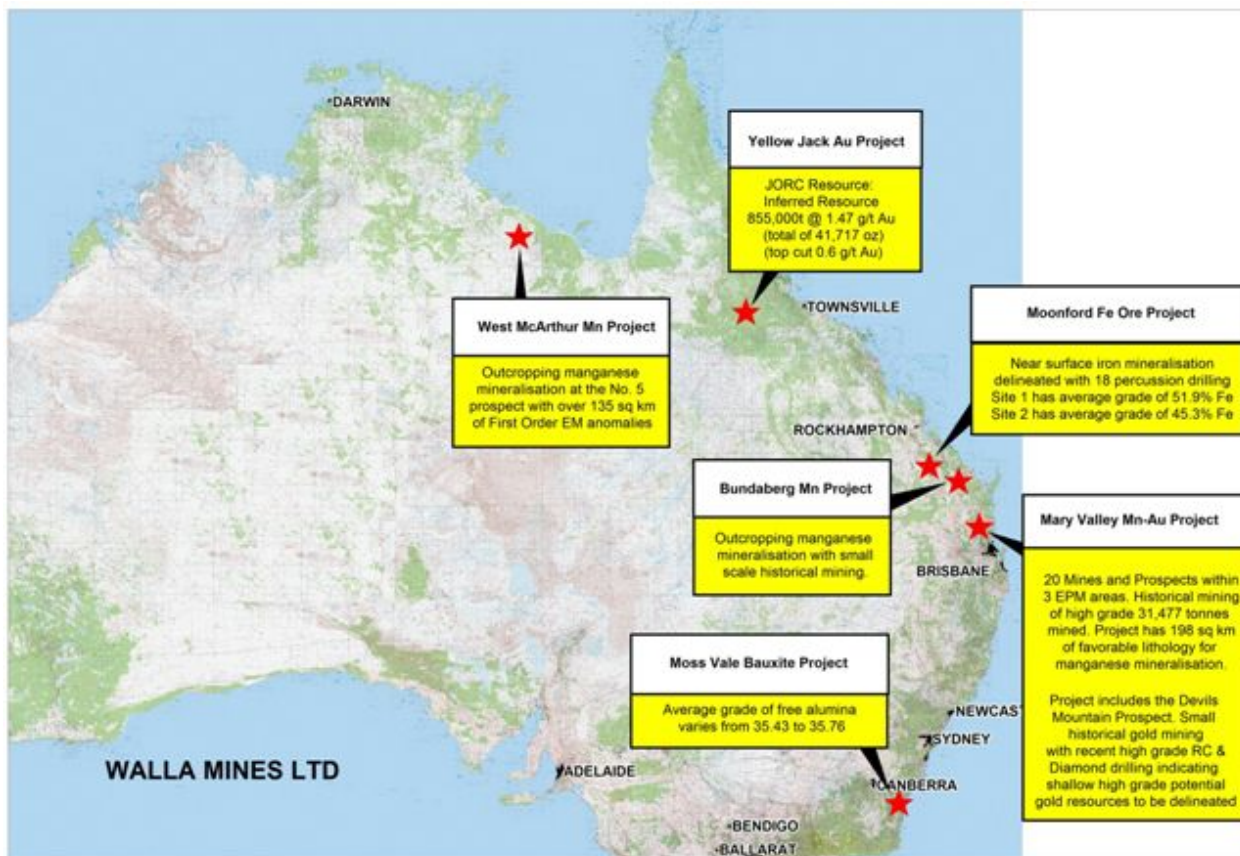 DARWIN
Yellow Jack Au Project
JORC Resource:
Inferred Resource
855,000t @ 1.47 g/t Au
(total of 41,717 oz)
(top cut 0.6 g/t Au)
TOWNSVILLE
West McArthur Mn Project
Outcropping manganese
mineralisation at the No. 5
prospect with over 135 sq km
of First Order EM anomalies
Moonford Fe Ore Project
Near surface iron mineralisation
delineated with 18 percussion drilling
Site 1 has average grade of 51.9% Fe
Site 2 has average grade of 45.3% Fe
ROCKHAMPTON
Bundaberg Mn Project
Outcropping manganese
mineralisation with small
scale historical mining.
Mary Valley Mn-Au Project
20 Mines and Prospects within
3 EPM areas. Historical mining
of high grade 31,477 tonnes
mined. Project has 198 sq km
of favorable lithology for
manganese mineralisation.
Project includes the Devils
Mountain Prospect. Small
historical gold mining
with recent high grade RC &
Diamond drilling indicating
shallow high grade potential
gold resources to be delineated
BRISBANE
Moss Vale Bauxite Project
Average grade of free alumina
varies from 35.43 to 35.76
NEWCAST
SYDNEY
WALLA MINES LTD
ADELAIDE
CANBERRA
BENDIGO
BALLARAT